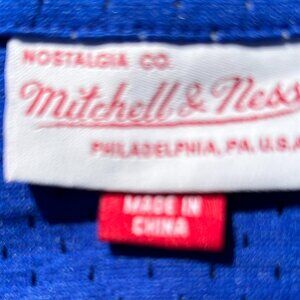 NOSTALGIA CO.
Mitchell & Ness
PHILADELPHIA, PA. U.S.A
MADE IN
CHINA